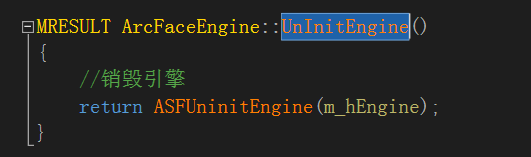 MRESULT ArcFaceEngine::UnInitEngine()
{
//销毁引擎
return ASFUninitEngine(m_hEngine);
}